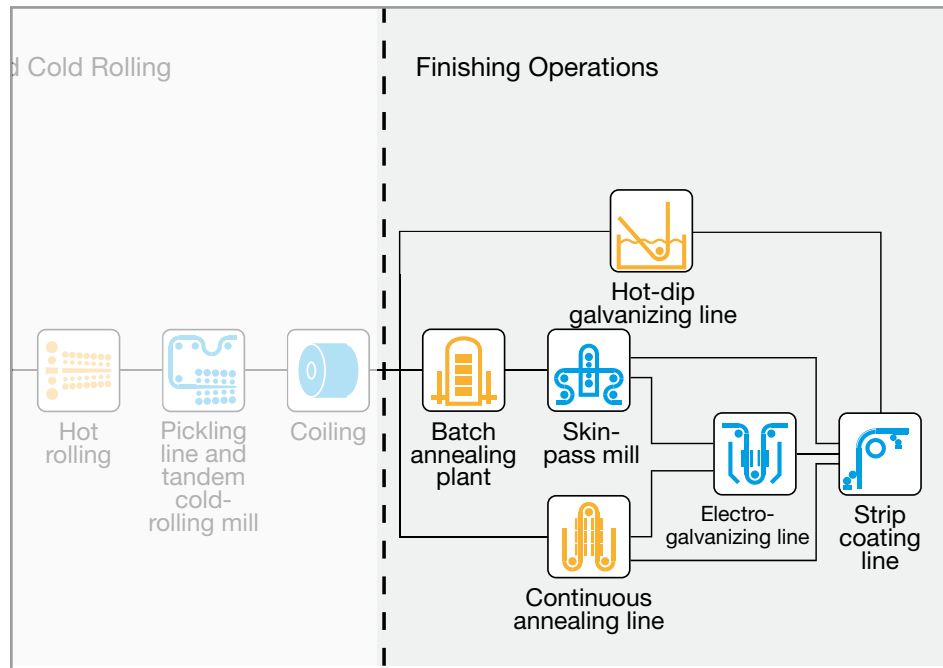 d Cold Rolling
Finishing Operations
Hot-dip
galvanizing line
Hot
rolling
Pickling
line and
tandem
cold-
rolling mill
Coiling
Batch
annealing
plant
Skin-
pass mill
Electro-
galvanizing line
Strip
coating
line
Continuous
annealing line